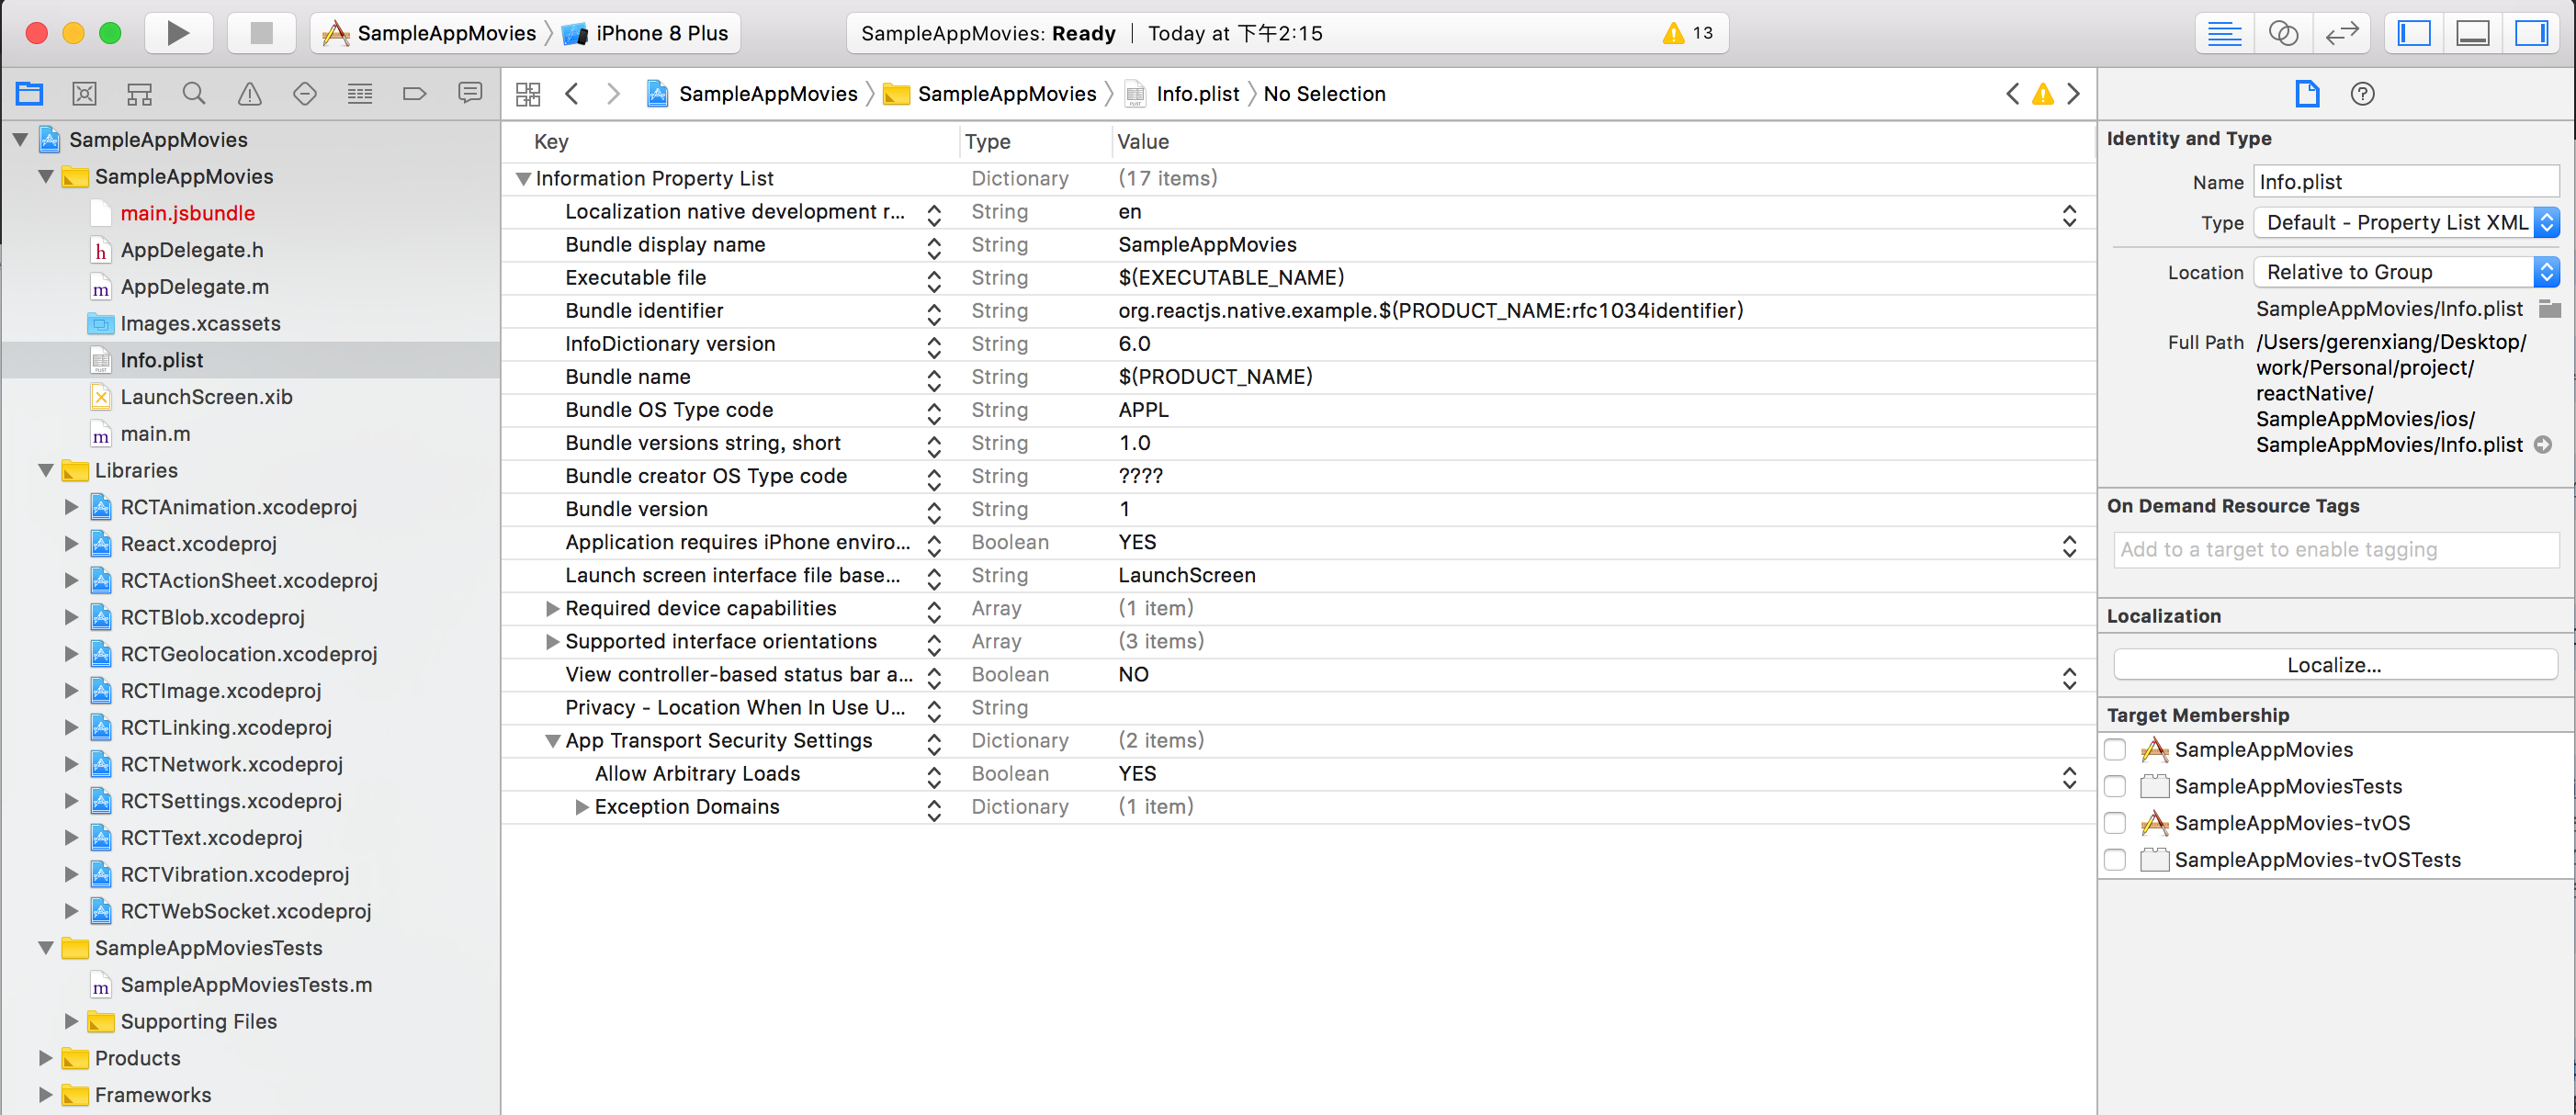 SampleAppMovies iPhone 8 Plus
SampleAppMovies: Ready | Today at 下午2:15
13
SampleAppMovies SampleAppMovies Info.plist No Selection
SampleAppMovies
SampleAppMovies
main.jsbundle
AppDelegate.h
AppDelegate.m
Images.xcassets
Info.plist
LaunchScreen.xib
main.m
Libraries
RCTAnimation.xcodeproj
React.xcodeproj
RCTActionSheet.xcodeproj
RCTBlob.xcodeproj
RCTGeolocation.xcodeproj
RCTImage.xcodeproj
RCTLinking.xcodeproj
RCTNetwork.xcodeproj
RCTSettings.xcodeproj
RCTText.xcodeproj
RCTVibration.xcodeproj
RCTWebSocket.xcodeproj
SampleAppMoviesTests
SampleAppMoviesTests.m
Supporting Files
Products
Frameworks
Key Type Value
Information Property List Dictionary (17 items)
Localization native development r... String en
Bundle display name String SampleAppMovies
Executable file String $(EXECUTABLE_NAME)
Bundle identifier String org.reactjs.native.example.$(PRODUCT_NAME:rfc1034identifier)
InfoDictionary version String 6.0
Bundle name String $(PRODUCT_NAME)
Bundle OS Type code String APPL
Bundle versions string, short String 1.0
Bundle creator OS Type code String ????
Bundle version String 1
Application requires iPhone enviro... Boolean YES
Launch screen interface file base... String LaunchScreen
Required device capabilities Array (1 item)
Supported interface orientations Array (3 items)
View controller-based status bar a... Boolean NO
Privacy - Location When In Use U... String
App Transport Security Settings Dictionary (2 items)
Allow Arbitrary Loads Boolean YES
Exception Domains Dictionary (1 item)
Identity and Type
Name Info.plist
Type Default - Property List XML
Location Relative to Group
SampleAppMovies/Info.plist
Full Path /Users/gerenxiang/Desktop/
work/Personal/project/
reactNative/
SampleAppMovies/ios/
SampleAppMovies/Info.plist
On Demand Resource Tags
Add to a target to enable tagging
Localization
Localize...
Target Membership
SampleAppMovies
SampleAppMoviesTests
SampleAppMovies-tvOS
SampleAppMovies-tvOSTests